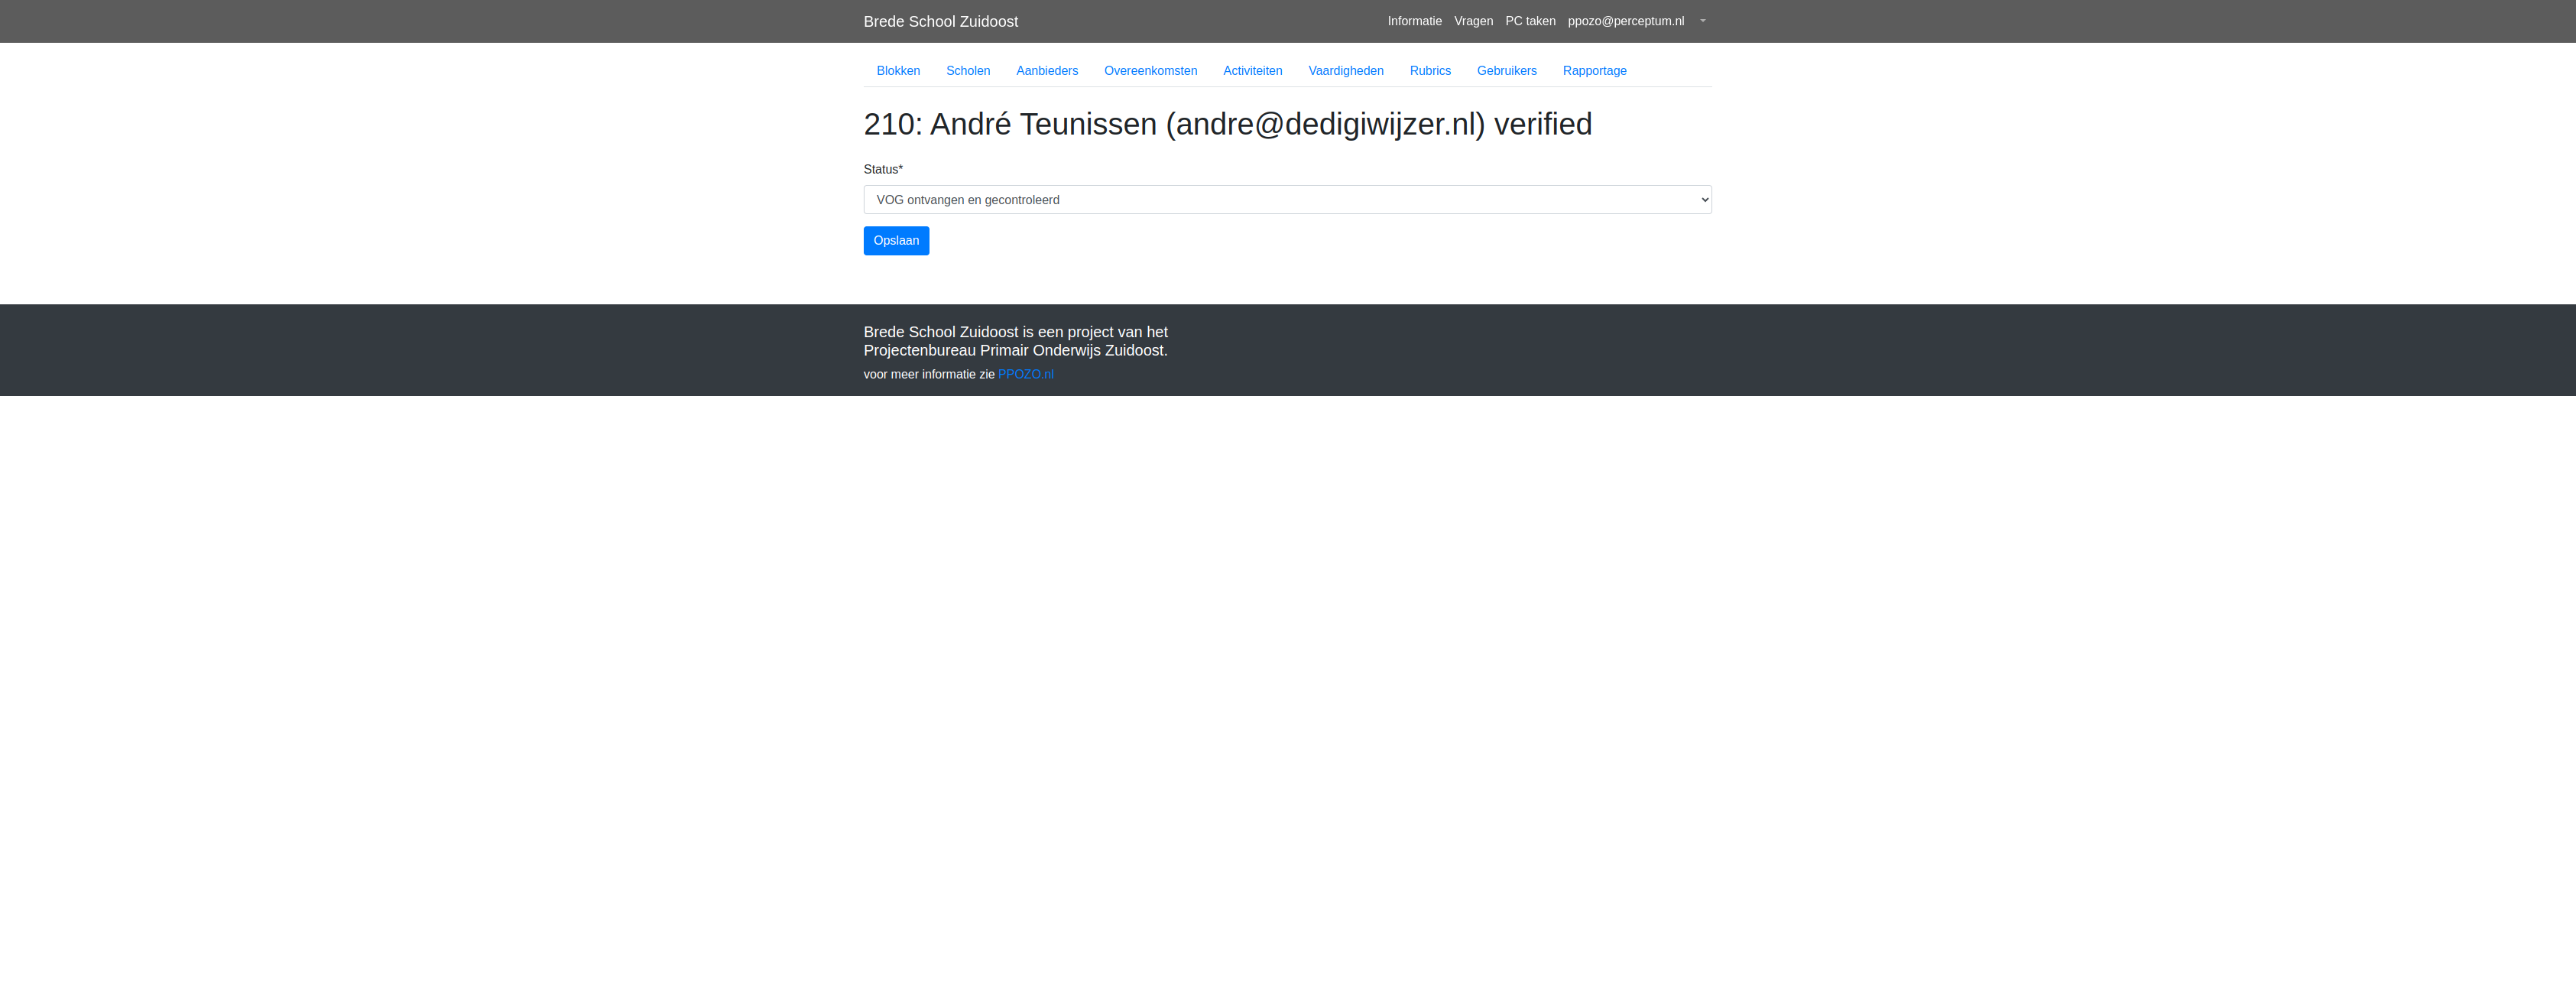 Brede School Zuidoost
Informatie Vragen PC taken ppozo@perceptum.nl
Blokken Scholen Aanbieders Overeenkomsten Activiteiten Vaardigheden Rubrics Gebruikers Rapportage
210: André Teunissen (andre@dedigiwijzer.nl) verified
Status*
VOG ontvangen en gecontroleerd
Opslaan
Brede School Zuidoost is een project van het
Projectenbureau Primair Onderwijs Zuidoost.
voor meer informatie zie PPOZO.nl